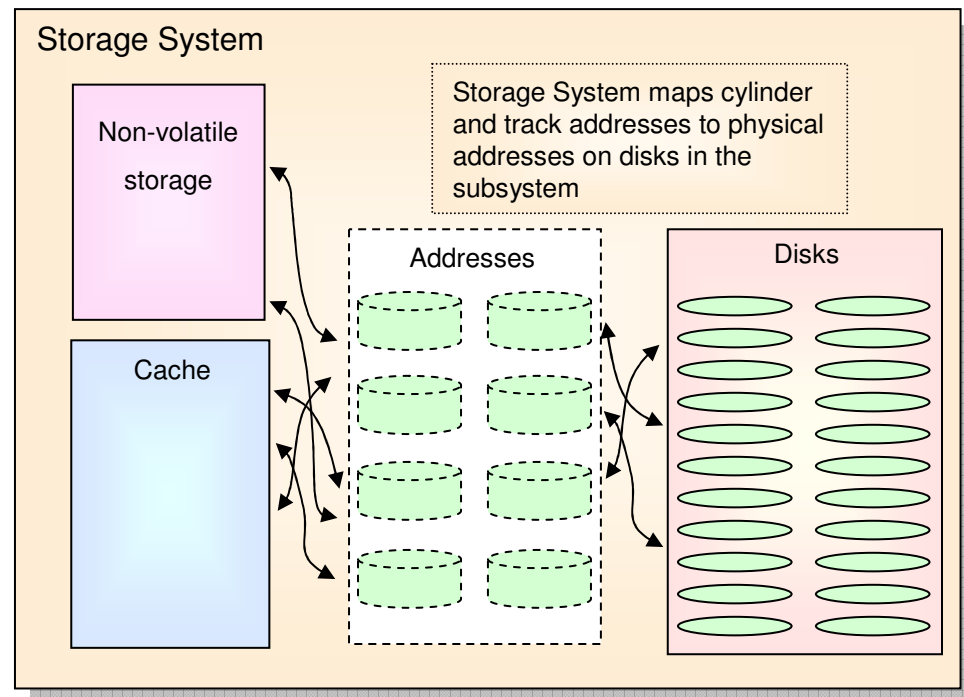 Storage System
Non-volatile
storage
Storage System maps cylinder
and track addresses to physical
addresses on disks in the
subsystem
Cache
Addresses
Disks